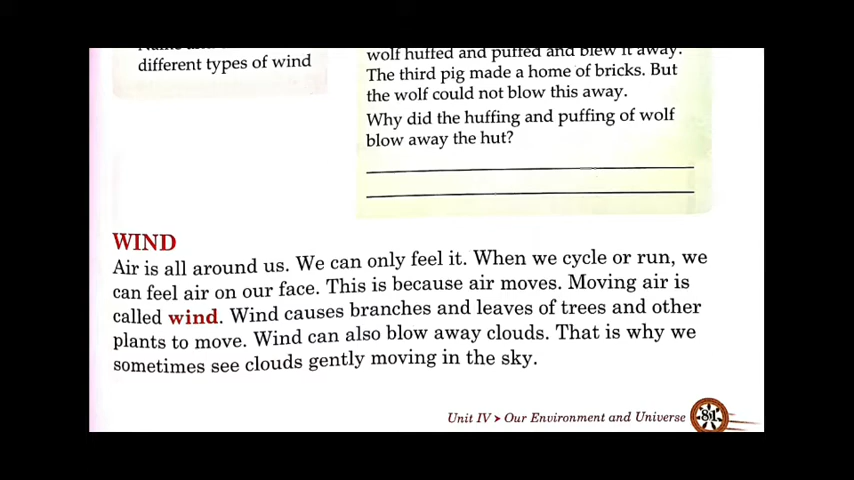 different types of wind
wolf huffed and puffed and blew it away.
The third pig made a home of bricks. But
the wolf could not blow this away.
Why did the huffing and puffing of wolf
blow away the hut?
WIND
Air is all around us. We can only feel it. When we cycle or run, we
can feel air on our face. This is because air moves. Moving air is
called wind. Wind causes branches and leaves of trees and other
plants to move. Wind can also blow away clouds. That is why we
sometimes see clouds gently moving in the sky.
Unit IV > Our Environment and Universe 81